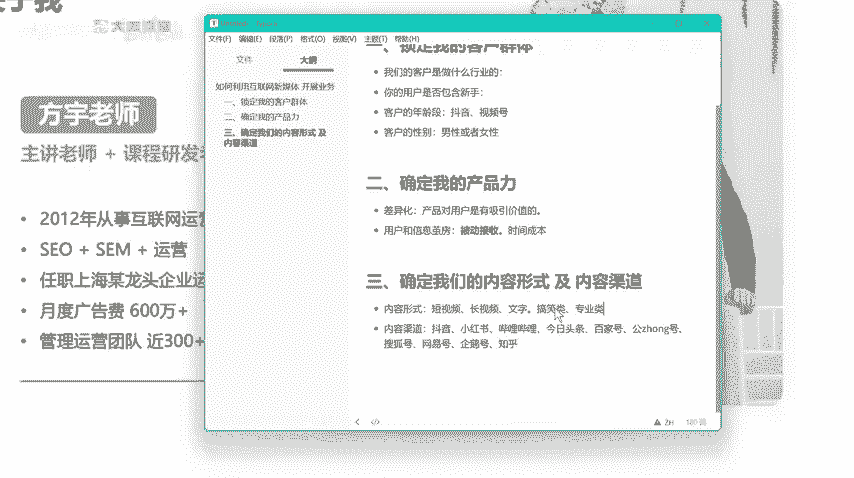 于我
方宇老师
主讲老师 + 课程研发
2012年从事互联网运营
SEO + SEM + 运营
任职上海某龙头企业运
月度广告费 600万+
管理运营团队 近300+
文件(F) 编辑(E) 段落(P) 格式(O) 视图(V) 主题(T) 帮助(H)
文件 大纲
如何利用互联网新媒体 开展业务
一、锁定我的客户群体
二、确定我的产品力
三、确定我们的内容形式 及
内容渠道
一、锁定我的客户群体
我们的客户是做什么行业的：
你的用户是否包含新手：
客户的年龄段：抖音、视频号
客户的性别：男性或者女性
二、确定我的产品力
差异化：产品对用户是有吸引价值的。
用户和信息茧房：被动接收。时间成本
三、确定我们的内容形式 及 内容渠道
内容形式：短视频、长视频、文字。搞笑类、专业类
内容渠道：抖音、小红书、哔哩哔哩、今日头条、百家号、公zhong号、
搜狐号、网易号、企鹅号、知乎
ZH